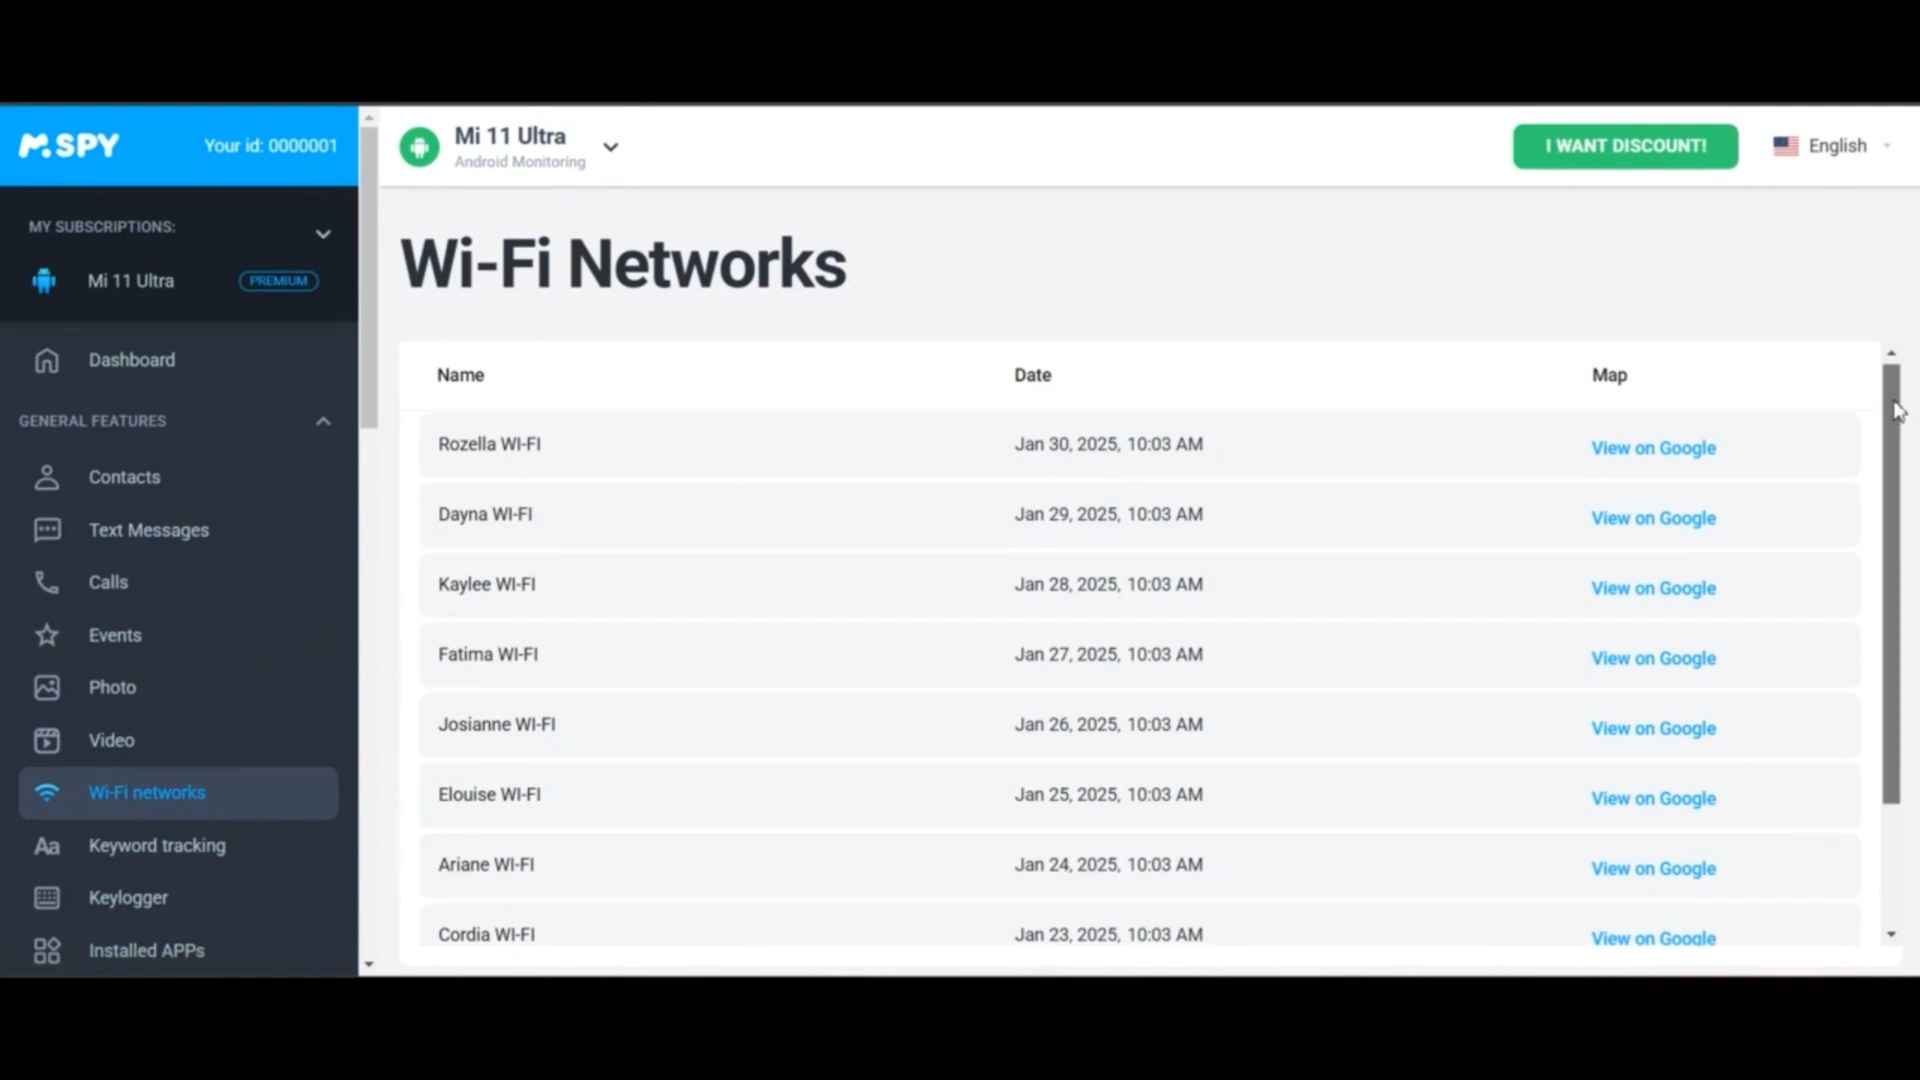 mSPY
Your id: 0000001
MY SUBSCRIPTIONS:
Mi 11 Ultra
PREMIUM
Dashboard
GENERAL FEATURES
Contacts
Text Messages
Calls
Events
Photo
Video
Wi-Fi networks
Aa Keyword tracking
Keylogger
Installed APPs
Mi 11 Ultra
Android Monitoring
I WANT DISCOUNT!
English
Wi-Fi Networks
Name Date Map
Rozella WI-FI Jan 30, 2025, 10:03 AM View on Google
Dayna WI-FI Jan 29, 2025, 10:03 AM View on Google
Kaylee WI-FI Jan 28, 2025, 10:03 AM View on Google
Fatima WI-FI Jan 27, 2025, 10:03 AM View on Google
Josianne WI-FI Jan 26, 2025, 10:03 AM View on Google
Elouise WI-FI Jan 25, 2025, 10:03 AM View on Google
Ariane WI-FI Jan 24, 2025, 10:03 AM View on Google
Cordia WI-FI Jan 23, 2025, 10:03 AM View on Google